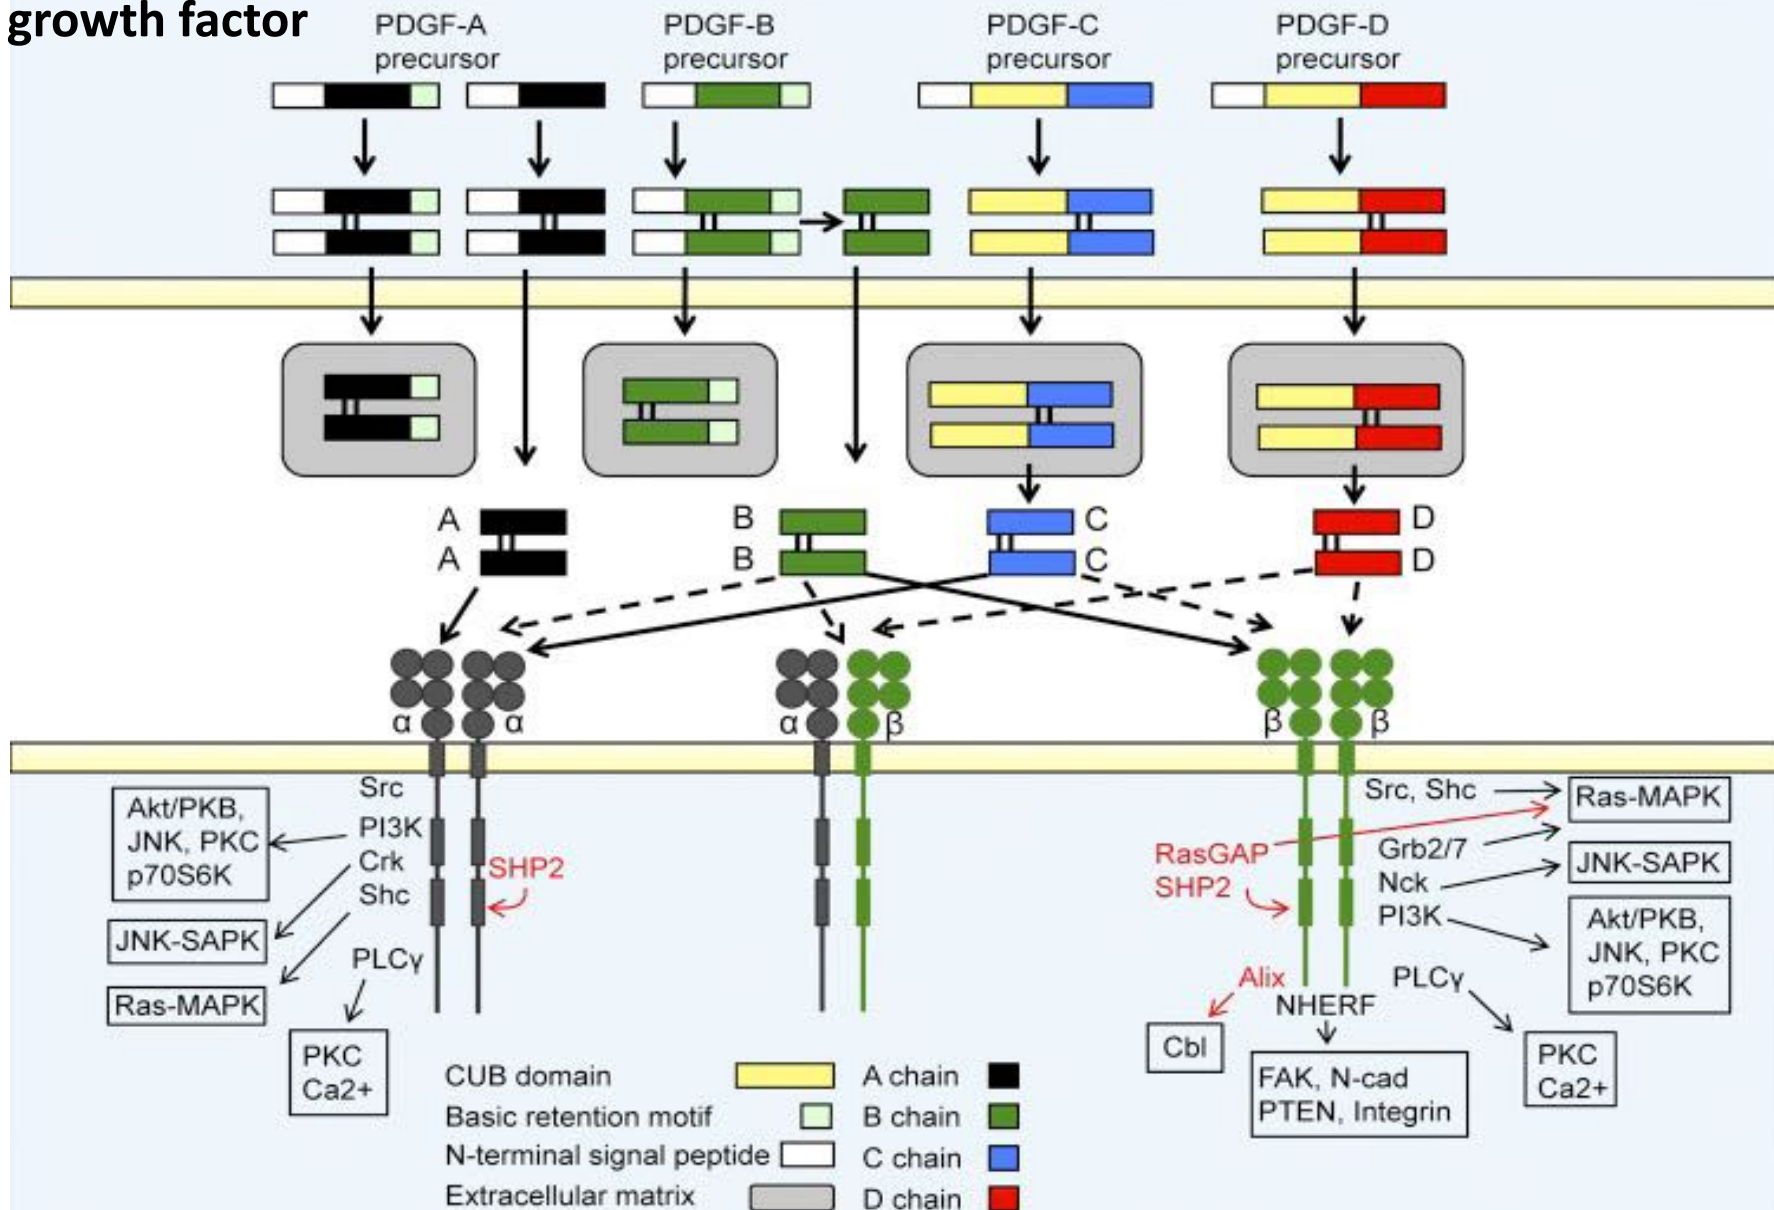 growth factor
PDGF-A
precursor
PDGF-B
precursor
PDGF-C
precursor
PDGF-D
precursor
A
A
B
B
C
C
D
D
α
α
α
β
β
β
Src
PI3K
Crk
Shc
PLCγ
SHP2
Akt/PKB,
JNK, PKC
p70S6K
JNK-SAPK
Ras-MAPK
PKC
Ca2+
Src, Shc
Ras-MAPK
RasGAP
SHP2
Grb2/7
Nck
PI3K
JNK-SAPK
Akt/PKB,
JNK, PKC
p70S6K
Alix
NHERF
PLCγ
Cbl
FAK, N-cad
PTEN, Integrin
PKC
Ca2+
CUB domain
Basic retention motif
N-terminal signal peptide
Extracellular matrix
A chain
B chain
C chain
D chain